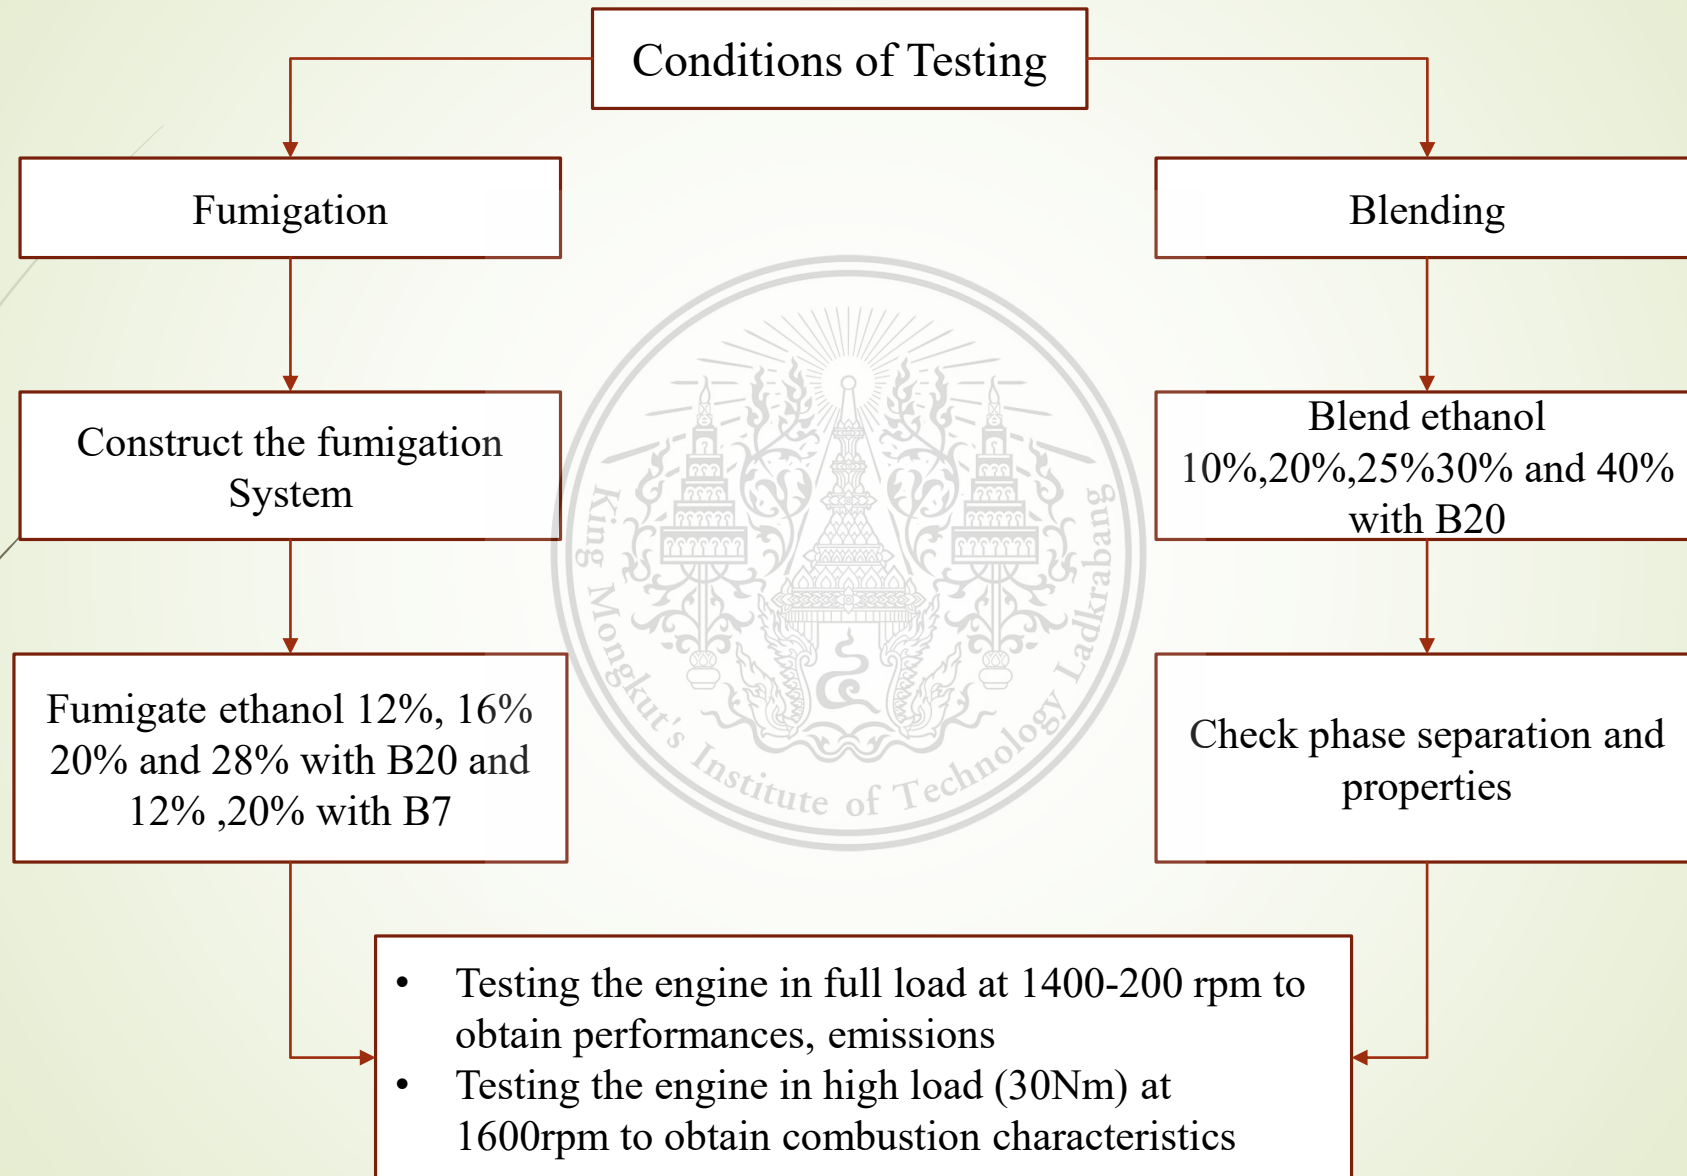 Conditions of Testing
Fumigation
Blending
Construct the fumigation
System
Blend ethanol
10%,20%,25%30% and 40%
with B20
Fumigate ethanol 12%, 16%
20% and 28% with B20 and
12% ,20% with B7
Check phase separation and
properties
King Mongkut's Institute of Technology Ladkrabang
• Testing the engine in full load at 1400-200 rpm to
obtain performances, emissions
• Testing the engine in high load (30Nm) at
1600rpm to obtain combustion characteristics